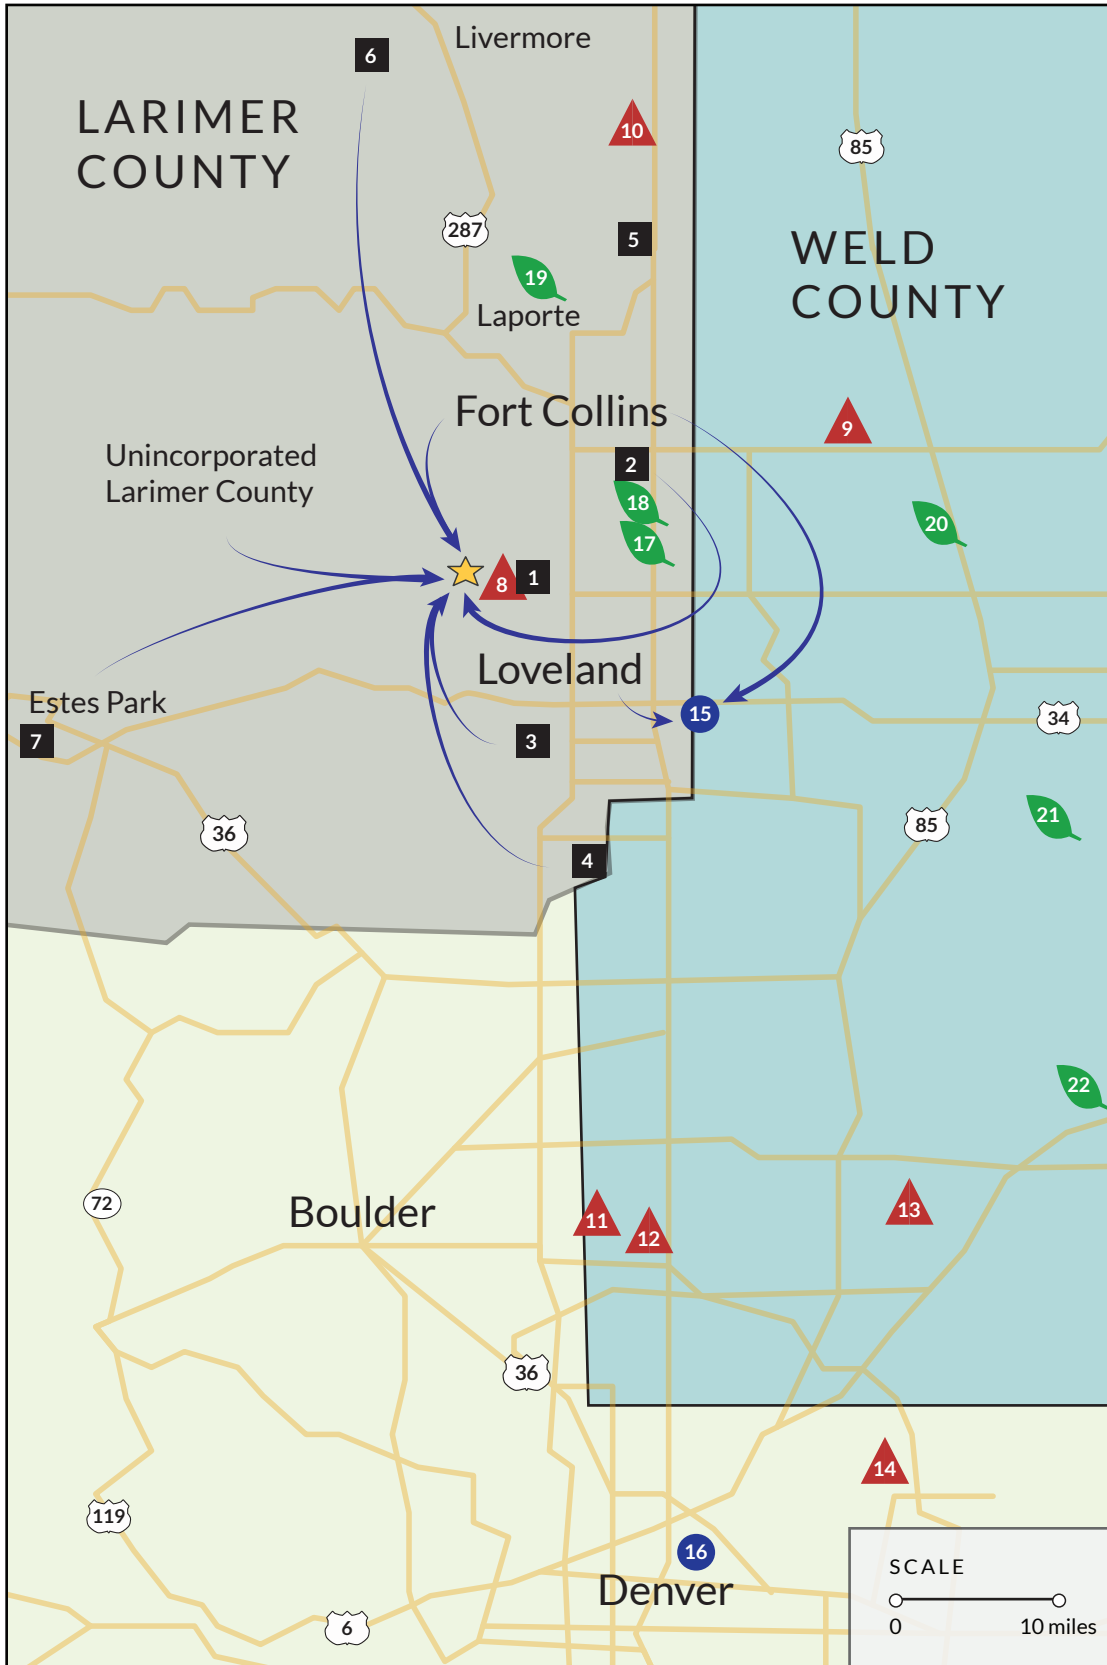 Livermore
6
LARIMER
COUNTY
10
85
287
5
WELD
COUNTY
19
Laporte
Fort Collins
9
Unincorporated
Larimer County
2
18
20
17
8
1
Loveland
Estes Park
15
34
7
3
36
21
85
4
22
72
Boulder
11
12
13
36
14
119
16
Denver
6
SCALE
0
10 miles